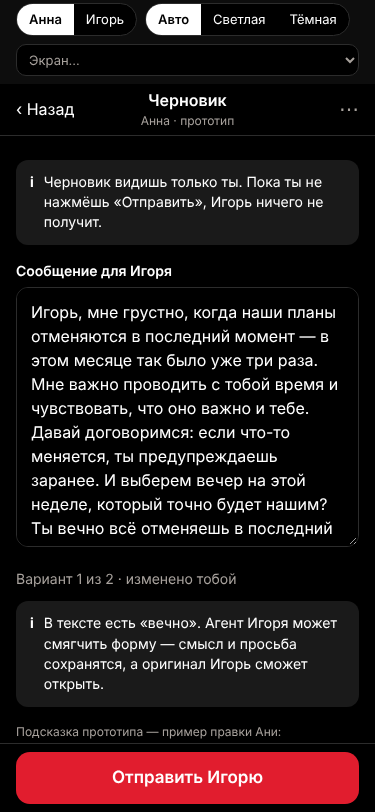 Анна Игорь Авто Светлая Тёмная
Экран...
‹ Назад
Черновик
Анна · прототип
...
i Черновик видишь только ты. Пока ты не
нажмёшь «Отправить», Игорь ничего не
получит.
Сообщение для Игоря
Игорь, мне грустно, когда наши планы
отменяются в последний момент — в
этом месяце так было уже три раза.
Мне важно проводить с тобой время и
чувствовать, что оно важно и тебе.
Давай договоримся: если что-то
меняется, ты предупреждаешь
заранее. И выберем вечер на этой
неделе, который точно будет нашим?
Ты вечно всё отменяешь в последний
Вариант 1 из 2 · изменено тобой
i В тексте есть «вечно». Агент Игоря может
смягчить форму — смысл и просьба
сохранятся, а оригинал Игорь сможет
открыть.
Подсказка прототипа — пример правки Ани:
Отправить Игорю